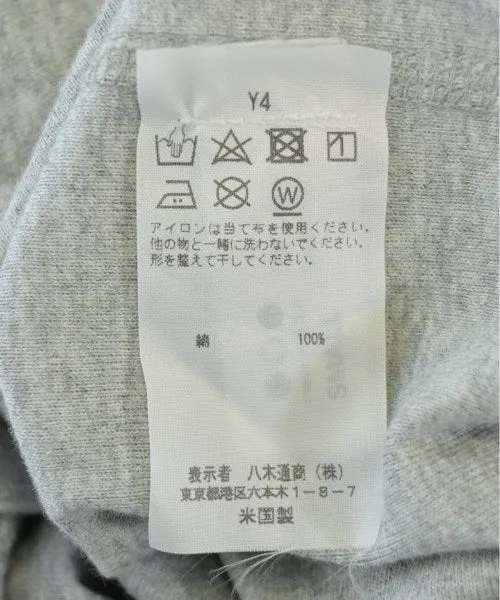 Y4
W
アイロンは当て布を使用ください。
他の物と一緒に洗わないでください。
形を整えて干してください。
綿 100%
表示者 八木通商(株)
東京都港区六本木1-8-7
米国製